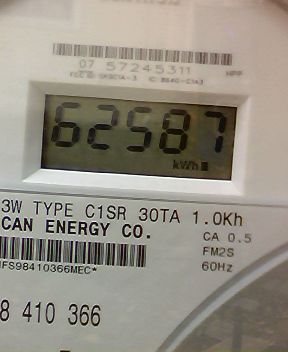 07 57245311
62587
kWh
3W TYPE C1SR 30TA 1.0Kh
CAN ENERGY CO.
CA 0.5
FM2S
60Hz
IFS98410366MEC*
8 410 366